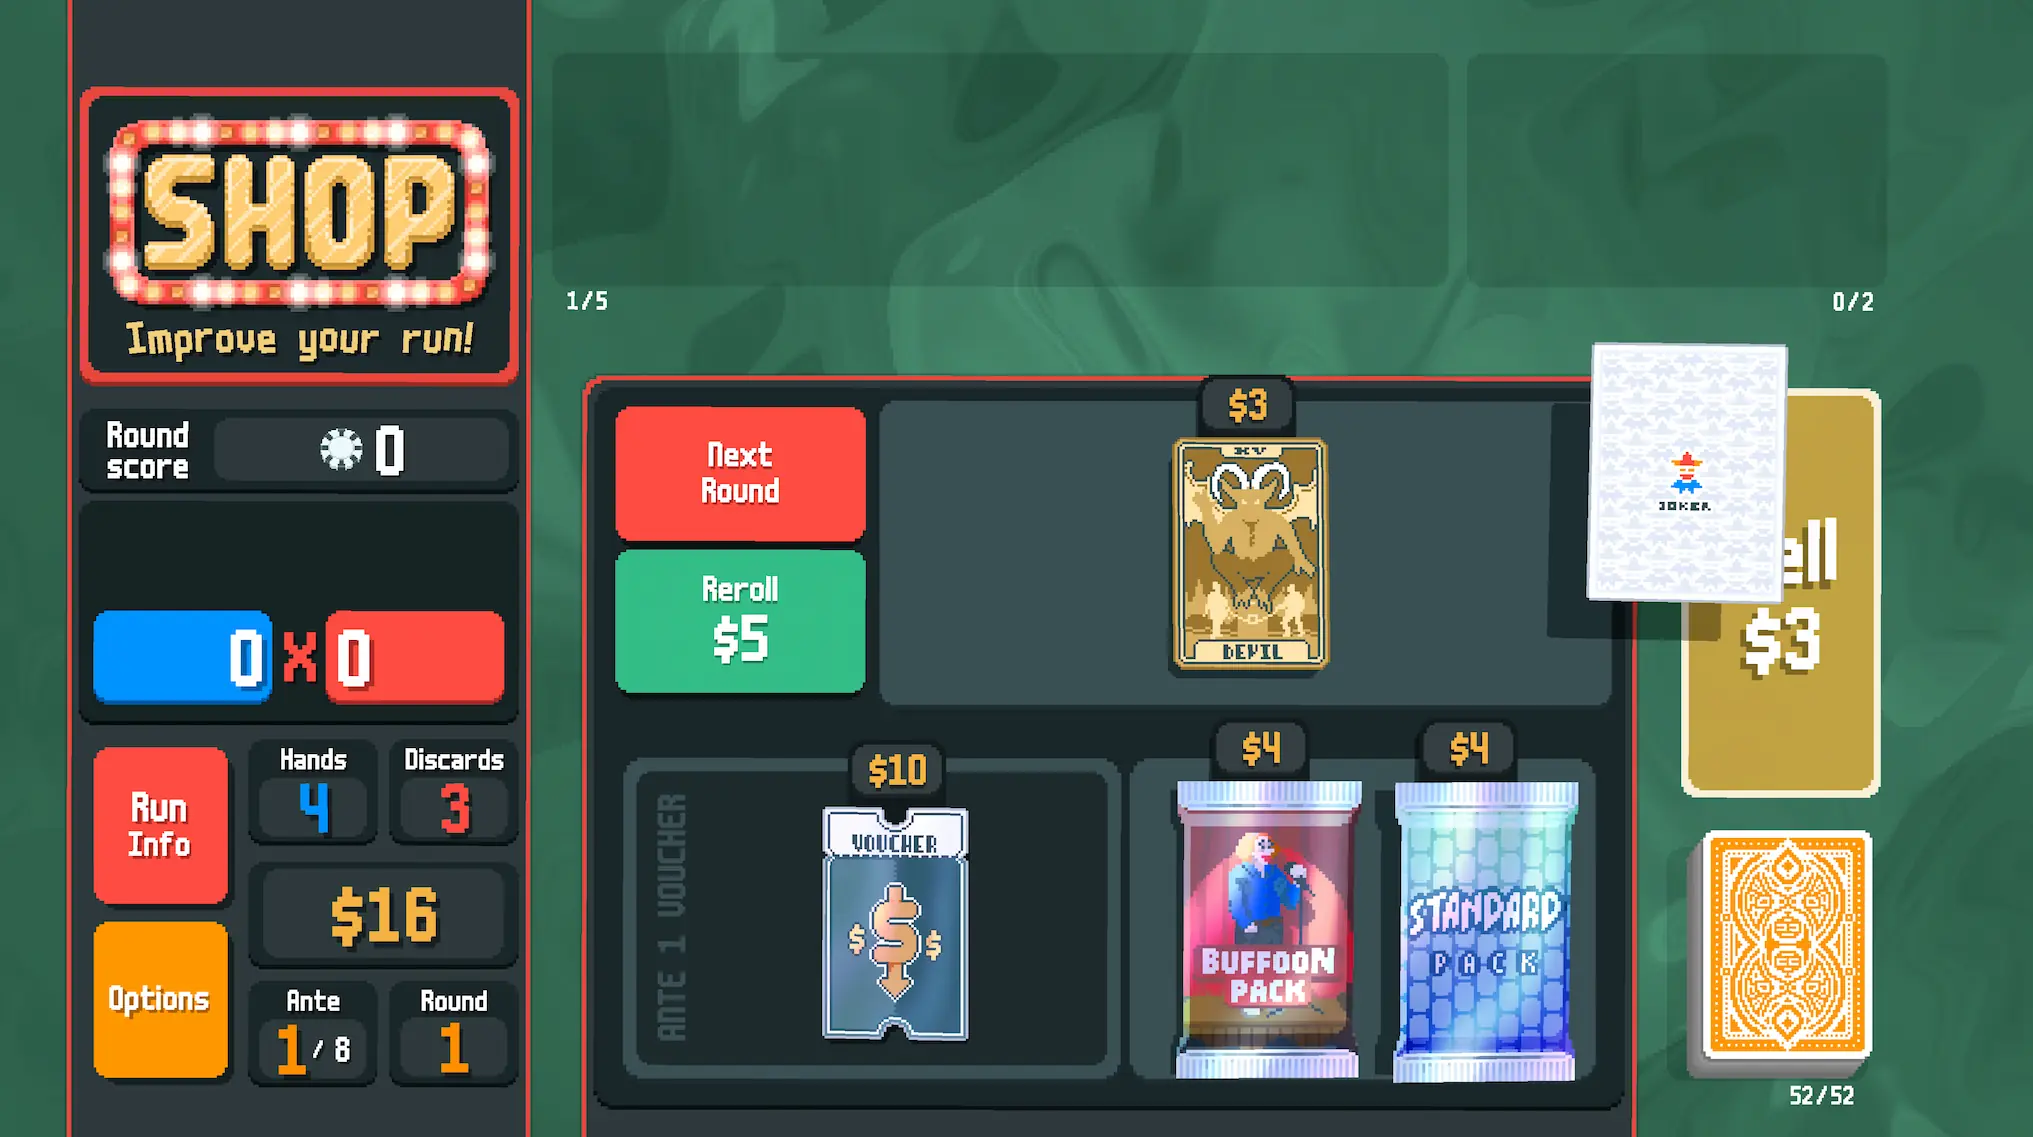 SHOP
Improve your run!
Round
score
0
0 X 0
Run
Info
Hands
4
Discards
3
$16
Options
Ante
1 / 8
Round
1
1/5
0/2
Next
Round
Reroll
$5
$3
XV
DEVIL
JOKER
ell
$3
ANTE 1 VOUCHER
$10
VOUCHER
$
$
$
$4
BUFFOON
PACK
$4
STANDARD
PACK
52/52